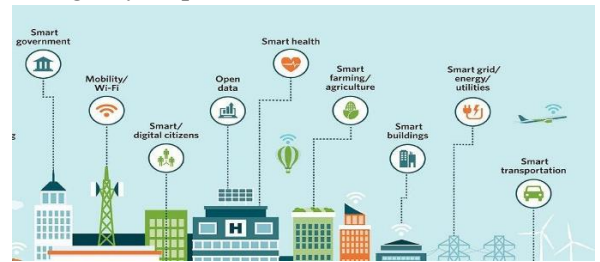 Smart
government
Mobility/
Wi-Fi
Smart/
digital citizens
Open
data
Smart health
Smart
farming/
agriculture
Smart
buildings
Smart grid/
energy/
utilities
Smart
transportation
H